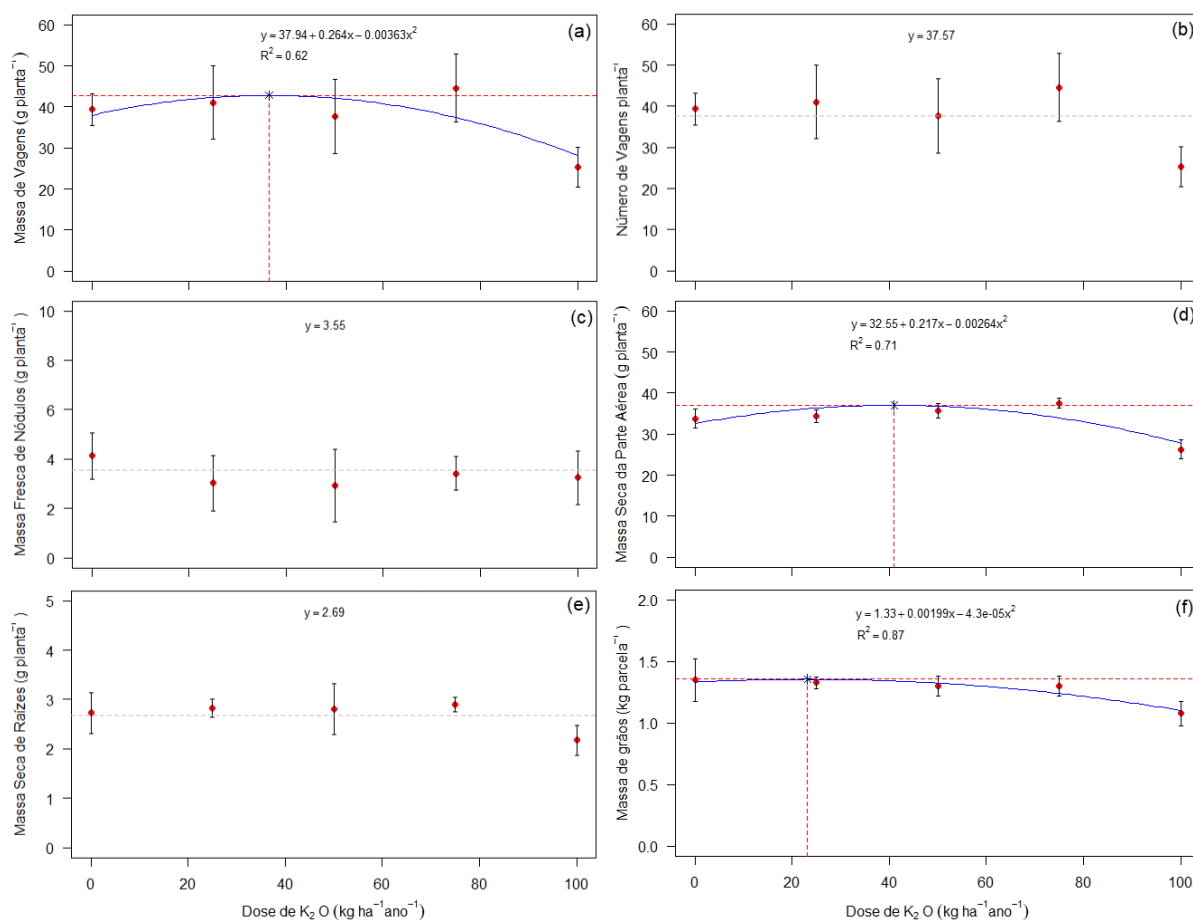 (a)
y = 37.94 + 0.264x − 0.00363x²
R² = 0.62
Massa de Vagens (g planta⁻¹)
60
50
40
30
20
10
0
(b)
y = 37.57
Número de Vagens planta⁻¹
60
50
40
30
20
10
0
(c)
y = 3.55
Massa Fresca de Nódulos (g planta⁻¹)
10
8
6
4
2
0
(d)
y = 32.55 + 0.217x − 0.00264x²
R² = 0.71
Massa Seca da Parte Aérea (g planta⁻¹)
60
50
40
30
20
10
0
(e)
y = 2.69
Massa Seca de Raízes (g planta⁻¹)
5
4
3
2
1
0
0 20 40 60 80 100
Dose de K₂ O (kg ha⁻¹ano⁻¹)
(f)
y = 1.33 + 0.00199x − 4.3e-05x²
R² = 0.87
Massa de grãos (kg parcela⁻¹)
2.0
1.5
1.0
0.5
0.0
0 20 40 60 80 100
Dose de K₂ O (kg ha⁻¹ano⁻¹)